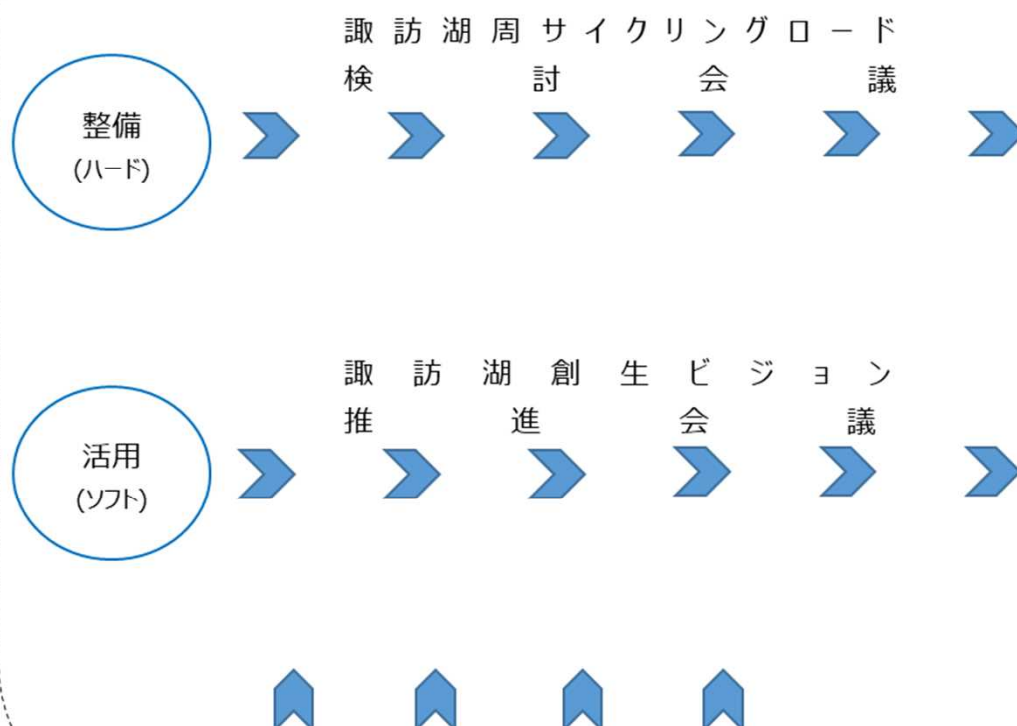 諏訪湖周サイクリングロード
検討会議
整備
(ハード)
諏訪湖創生ビジョン
推進会議
活用
(ソフト)